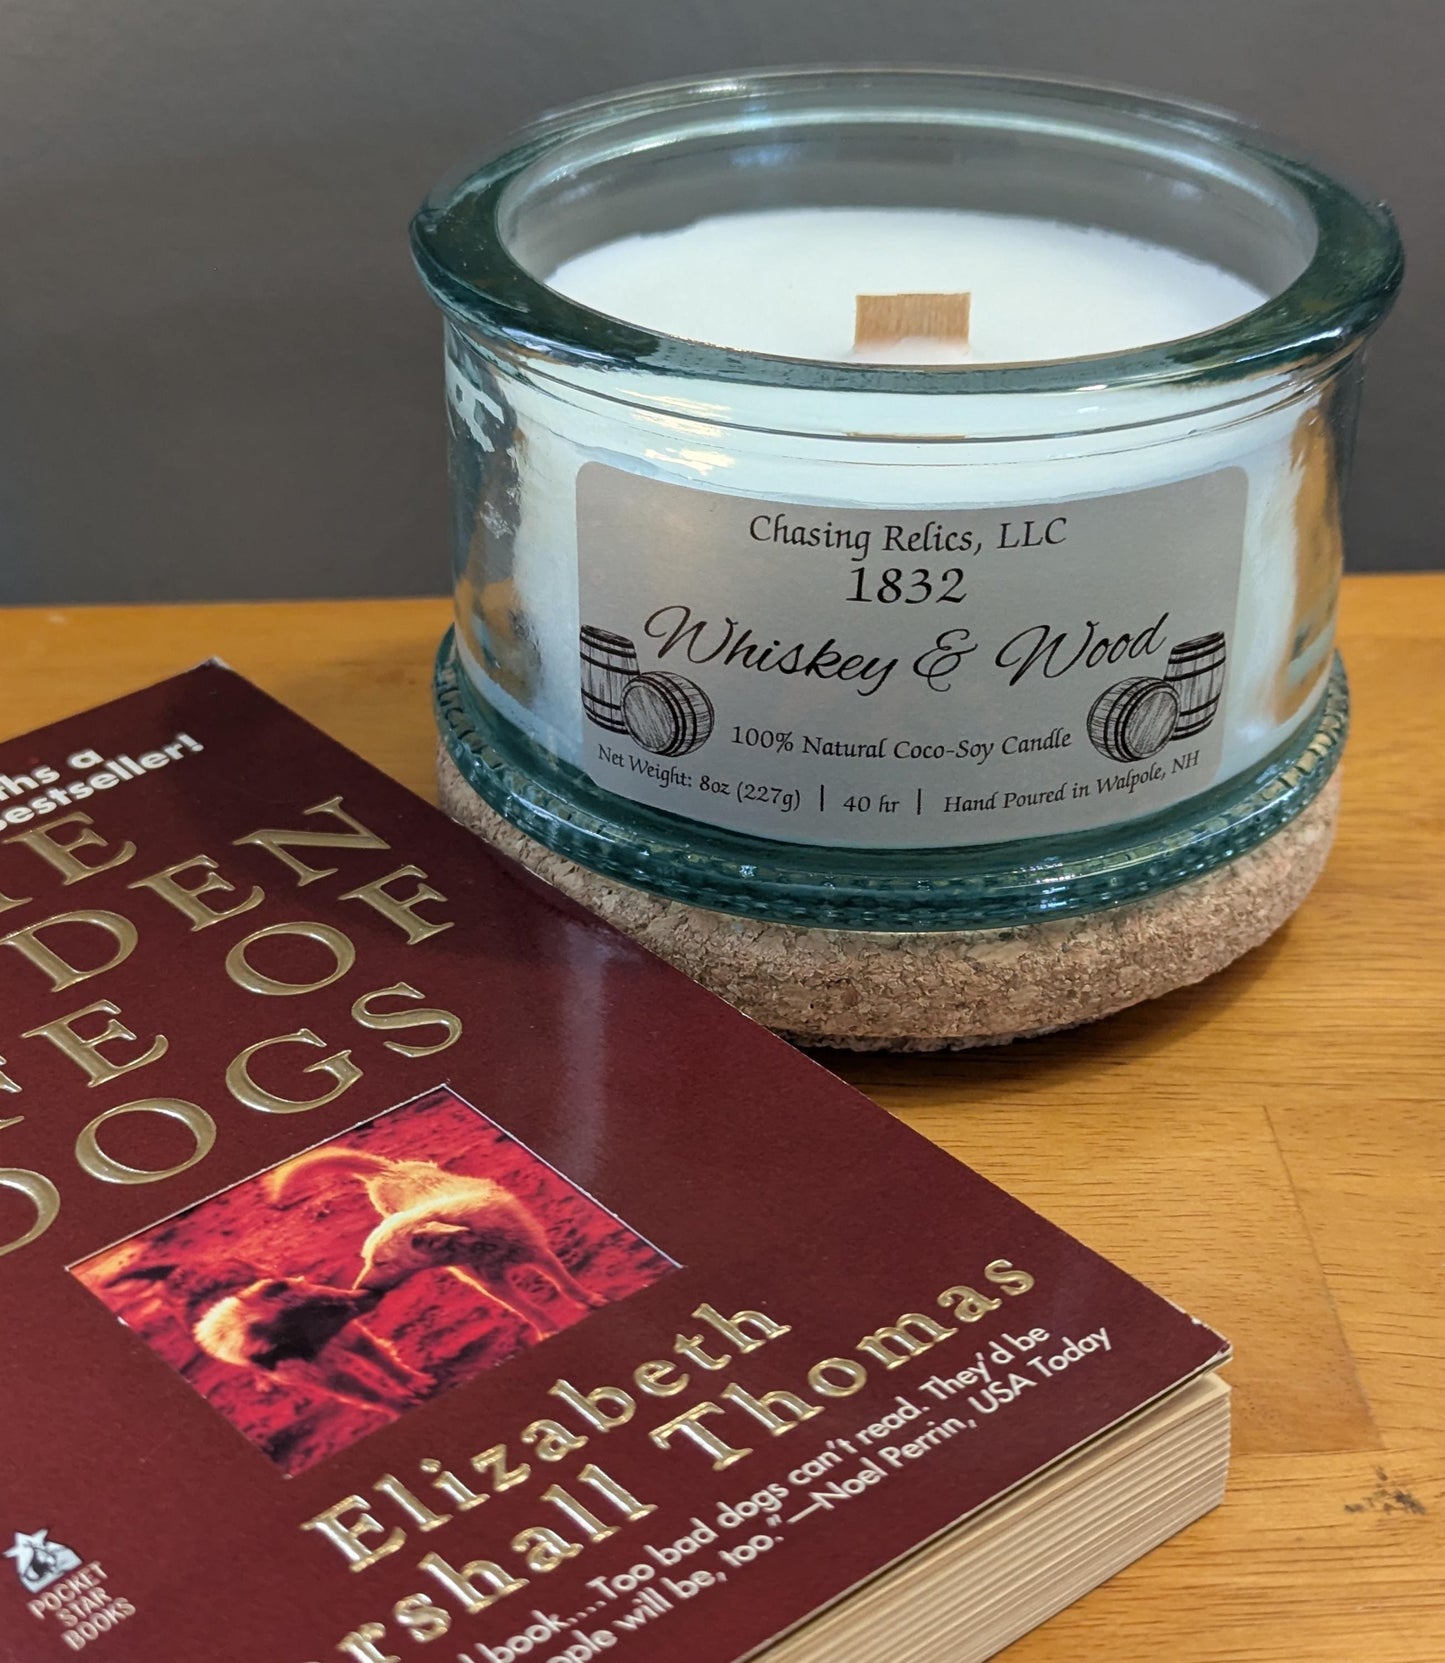 Chasing Relics, LLC
1832
Whiskey & Wood
100% Natural Coco-Soy Candle
Net Weight: 8oz (227g) | 40 hr | Hand Poured in Walpole, NH
a
bestseller!
DEN
OF
DOGS
Elizabeth
Thomas
book....Too bad dogs can't read. They'd be
will be, too."—Noel Perrin, USA Today
POCKET
STAR
BOOKS